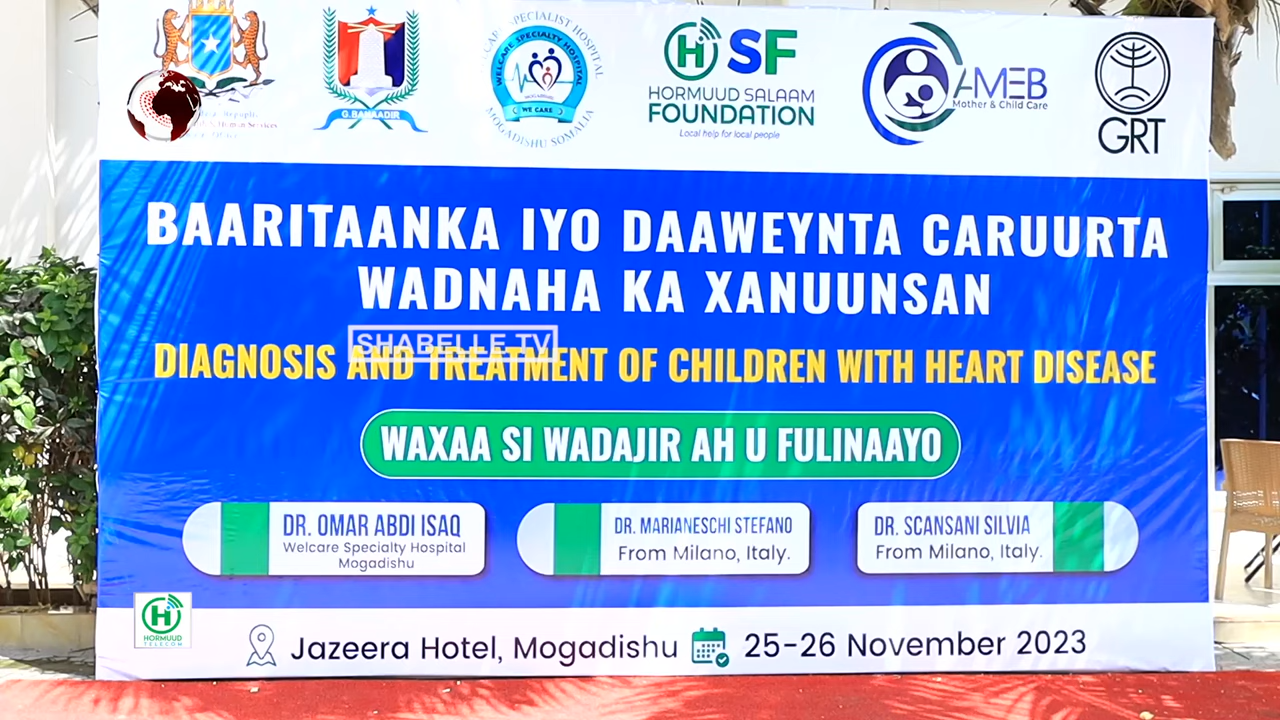 G.BANAADIR
WELCARE SPECIALTY HOSPITAL
WE CARE
MOGADISHU SOMALIA
H SF
HORMUUD SALAAM
FOUNDATION
Local help for local people
AMEB
Mother & Child Care
GRT
BAARITAANKA IYO DAAWEYNTA CARUURTA
WADNAHA KA XANUUNSAN
SHABELLE.TV
DIAGNOSIS AND TREATMENT OF CHILDREN WITH HEART DISEASE
WAXAA SI WADAJIR AH U FULINAAYO
DR. OMAR ABDI ISAQ
Welcare Specialty Hospital
Mogadishu
DR. MARIANESCHI STEFANO
From Milano, Italy.
DR. SCANSANI SILVIA
From Milano, Italy.
H
HORMUUD
TELECOM
Jazeera Hotel, Mogadishu
25-26 November 2023